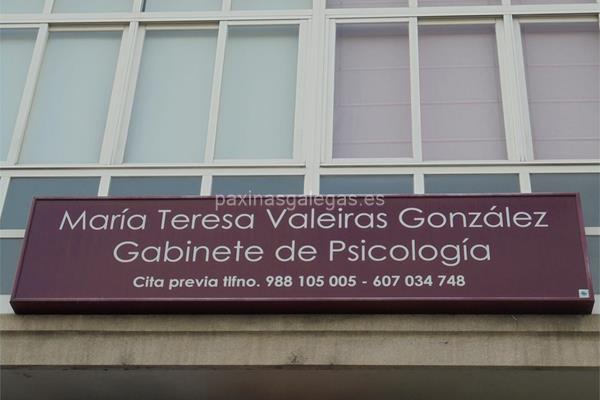 paxinasgalegas.es
María Teresa Valeiras González
Gabinete de Psicología
Cita previa tlfno. 988 105 005 - 607 034 748